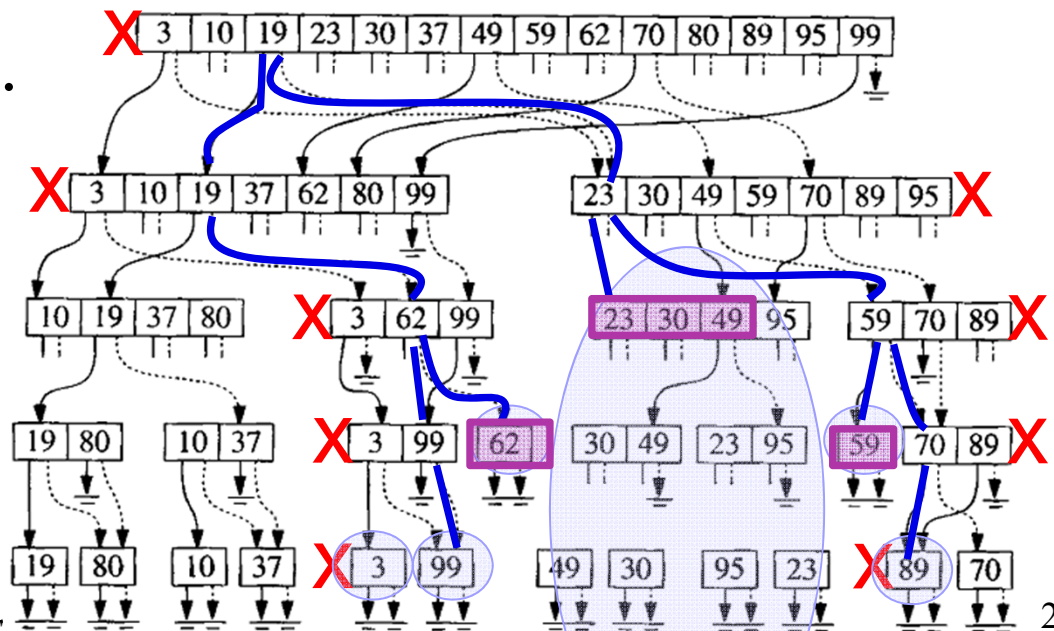 X 3 10 19 23 30 37 49 59 62 70 80 89 95 99
X 3 10 19 37 62 80 99 23 30 49 59 70 89 95 X
10 19 37 80 X 3 62 99 23 30 49 95 59 70 89 X
19 80 10 37 X 3 99 62 30 49 23 95 59 70 89 X
19 80 10 37 X 3 99 49 30 95 23 X 89 70
2